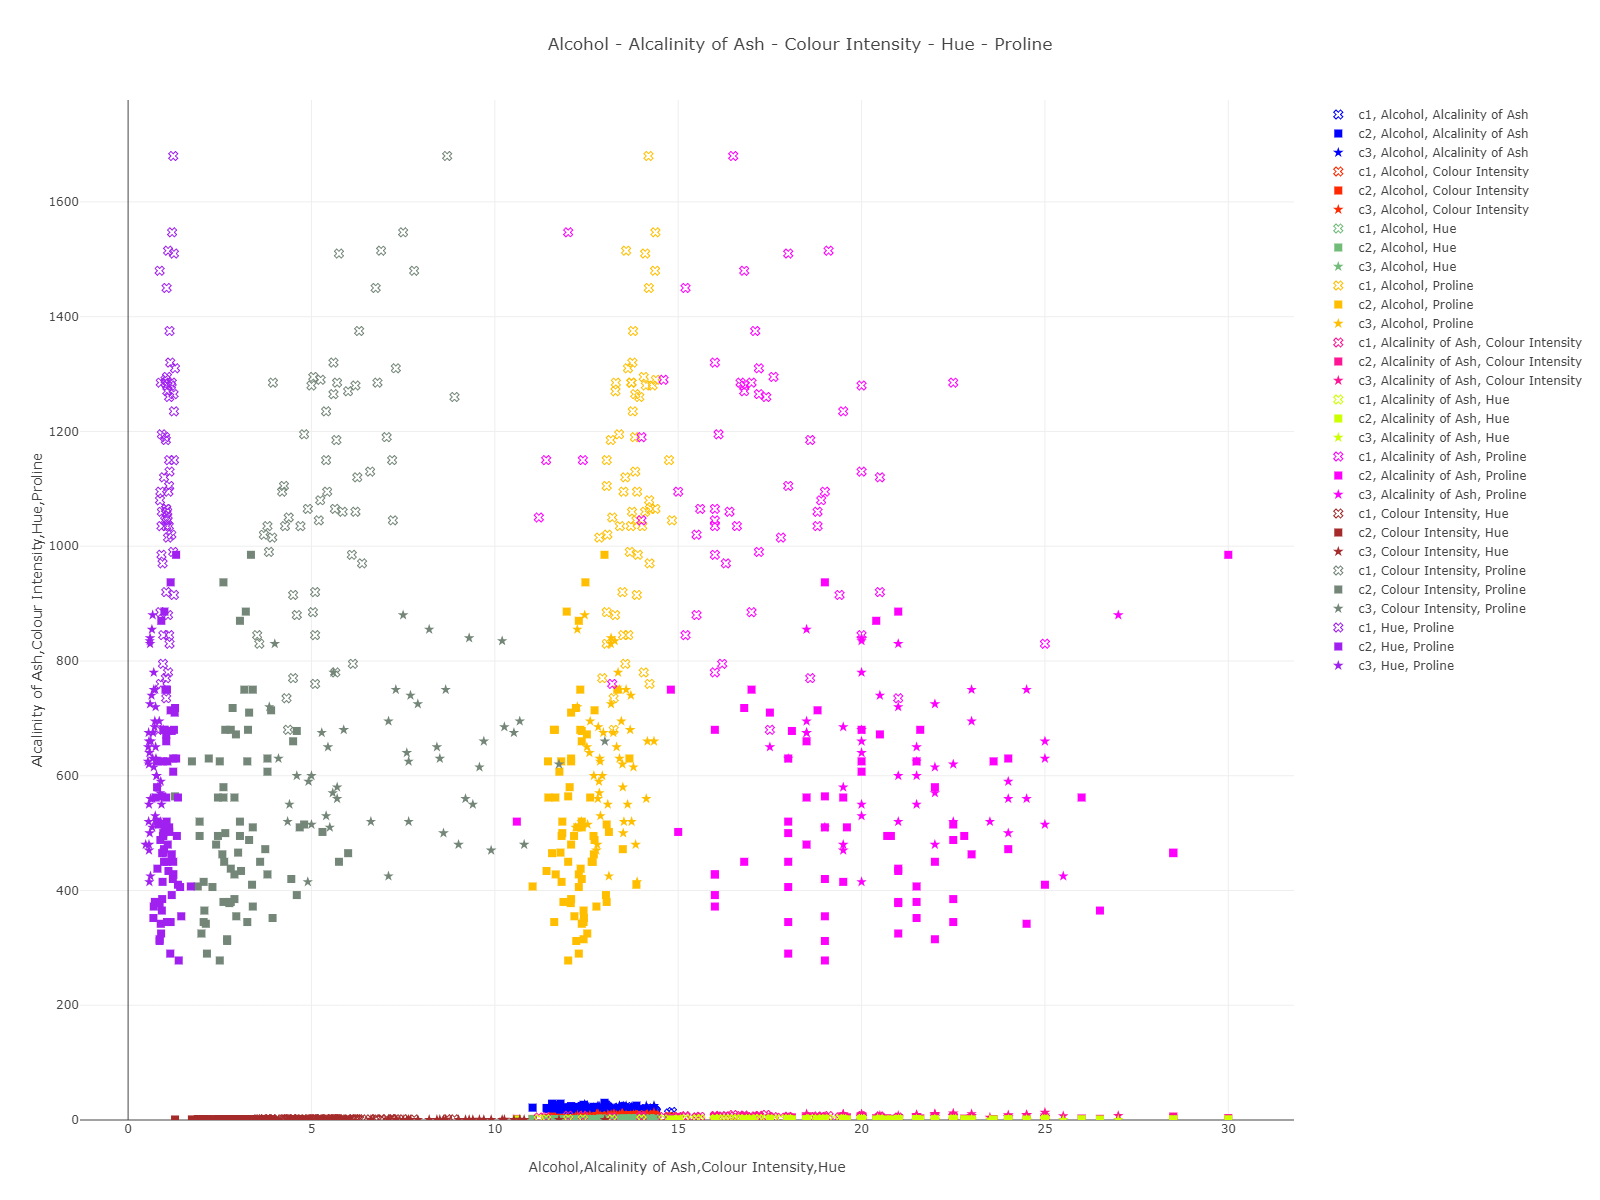 Alcohol - Alcalinity of Ash - Colour Intensity - Hue - Proline
Alcalinity of Ash,Colour Intensity,Hue,Proline
1600
1400
1200
1000
800
600
400
200
0
0 5 10 15 20 25 30
Alcohol,Alcalinity of Ash,Colour Intensity,Hue
c1, Alcohol, Alcalinity of Ash
c2, Alcohol, Alcalinity of Ash
c3, Alcohol, Alcalinity of Ash
c1, Alcohol, Colour Intensity
c2, Alcohol, Colour Intensity
c3, Alcohol, Colour Intensity
c1, Alcohol, Hue
c2, Alcohol, Hue
c3, Alcohol, Hue
c1, Alcohol, Proline
c2, Alcohol, Proline
c3, Alcohol, Proline
c1, Alcalinity of Ash, Colour Intensity
c2, Alcalinity of Ash, Colour Intensity
c3, Alcalinity of Ash, Colour Intensity
c1, Alcalinity of Ash, Hue
c2, Alcalinity of Ash, Hue
c3, Alcalinity of Ash, Hue
c1, Alcalinity of Ash, Proline
c2, Alcalinity of Ash, Proline
c3, Alcalinity of Ash, Proline
c1, Colour Intensity, Hue
c2, Colour Intensity, Hue
c3, Colour Intensity, Hue
c1, Colour Intensity, Proline
c2, Colour Intensity, Proline
c3, Colour Intensity, Proline
c1, Hue, Proline
c2, Hue, Proline
c3, Hue, Proline